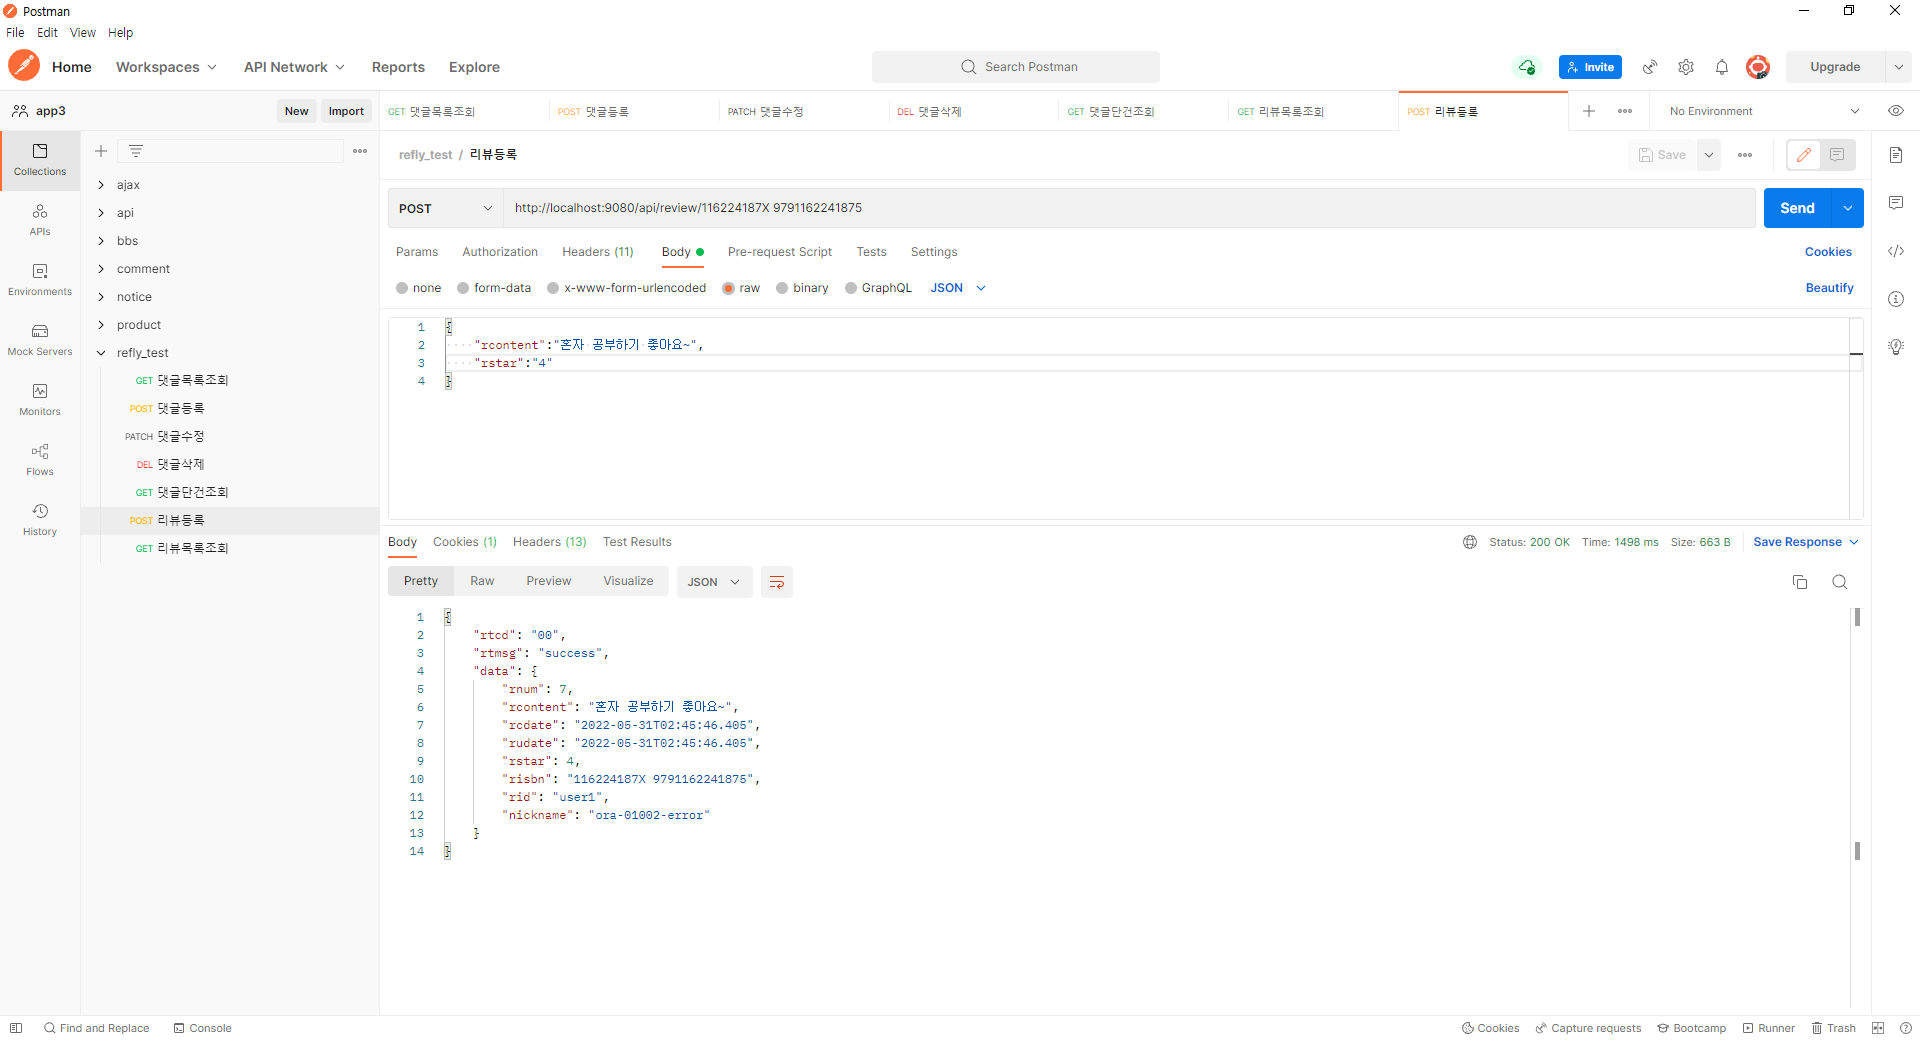 Postman
File Edit View Help
Home Workspaces API Network Reports Explore Search Postman Invite Upgrade
app3 New Import
GET 댓글목록조회 POST 댓글등록 PATCH 댓글수정 DEL 댓글삭제 GET 댓글단건조회 GET 리뷰목록조회 POST 리뷰등록 No Environment
Collections
APIs
Environments
Mock Servers
Monitors
Flows
History
ajax
api
bbs
comment
notice
product
refly_test
GET 댓글목록조회
POST 댓글등록
PATCH 댓글수정
DEL 댓글삭제
GET 댓글단건조회
POST 리뷰등록
GET 리뷰목록조회
refly_test / 리뷰등록 Save
POST http://localhost:9080/api/review/116224187X 9791162241875 Send
Params Authorization Headers (11) Body Pre-request Script Tests Settings Cookies
none form-data x-www-form-urlencoded raw binary GraphQL JSON Beautify
1 {
2 "rcontent":"혼자 공부하기 좋아요~",
3 "rstar":"4"
4 }
Body Cookies (1) Headers (13) Test Results Status: 200 OK Time: 1498 ms Size: 663 B Save Response
Pretty Raw Preview Visualize JSON
1 {
2 "rtcd": "00",
3 "rtmsg": "success",
4 "data": {
5 "rnum": 7,
6 "rcontent": "혼자 공부하기 좋아요~",
7 "rcdate": "2022-05-31T02:45:46.405",
8 "rudate": "2022-05-31T02:45:46.405",
9 "rstar": 4,
10 "risbn": "116224187X 9791162241875",
11 "rid": "user1",
12 "nickname": "ora-01002-error"
13 }
14 }
Find and Replace Console Cookies Capture requests Bootcamp Runner Trash